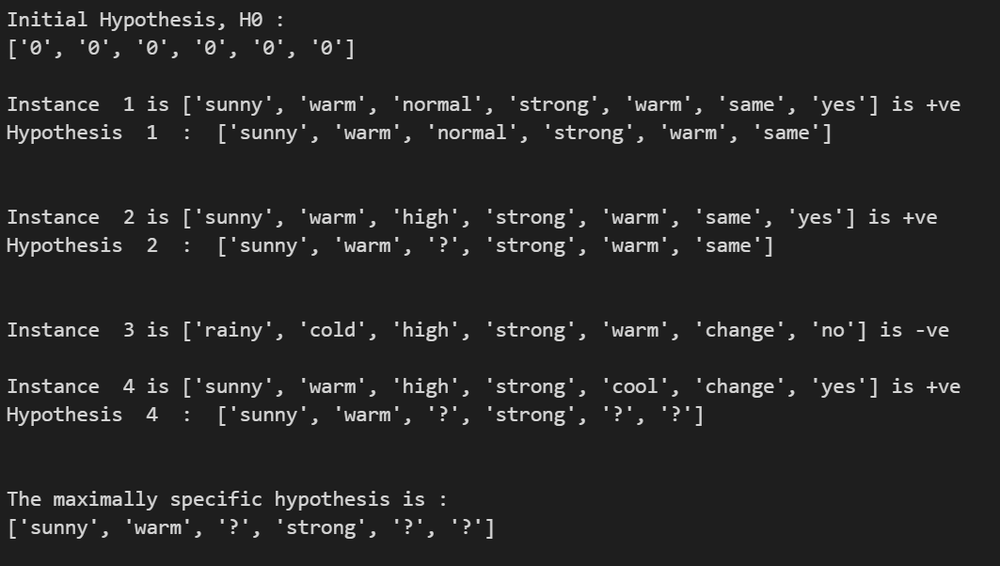 Initial Hypothesis, H0 :
['0', '0', '0', '0', '0', '0']
Instance  1 is ['sunny', 'warm', 'normal', 'strong', 'warm', 'same', 'yes'] is +ve
Hypothesis  1  :  ['sunny', 'warm', 'normal', 'strong', 'warm', 'same']
Instance  2 is ['sunny', 'warm', 'high', 'strong', 'warm', 'same', 'yes'] is +ve
Hypothesis  2  :  ['sunny', 'warm', '?', 'strong', 'warm', 'same']
Instance  3 is ['rainy', 'cold', 'high', 'strong', 'warm', 'change', 'no'] is -ve
Instance  4 is ['sunny', 'warm', 'high', 'strong', 'cool', 'change', 'yes'] is +ve
Hypothesis  4  :  ['sunny', 'warm', '?', 'strong', '?', '?']
The maximally specific hypothesis is :
['sunny', 'warm', '?', 'strong', '?', '?']